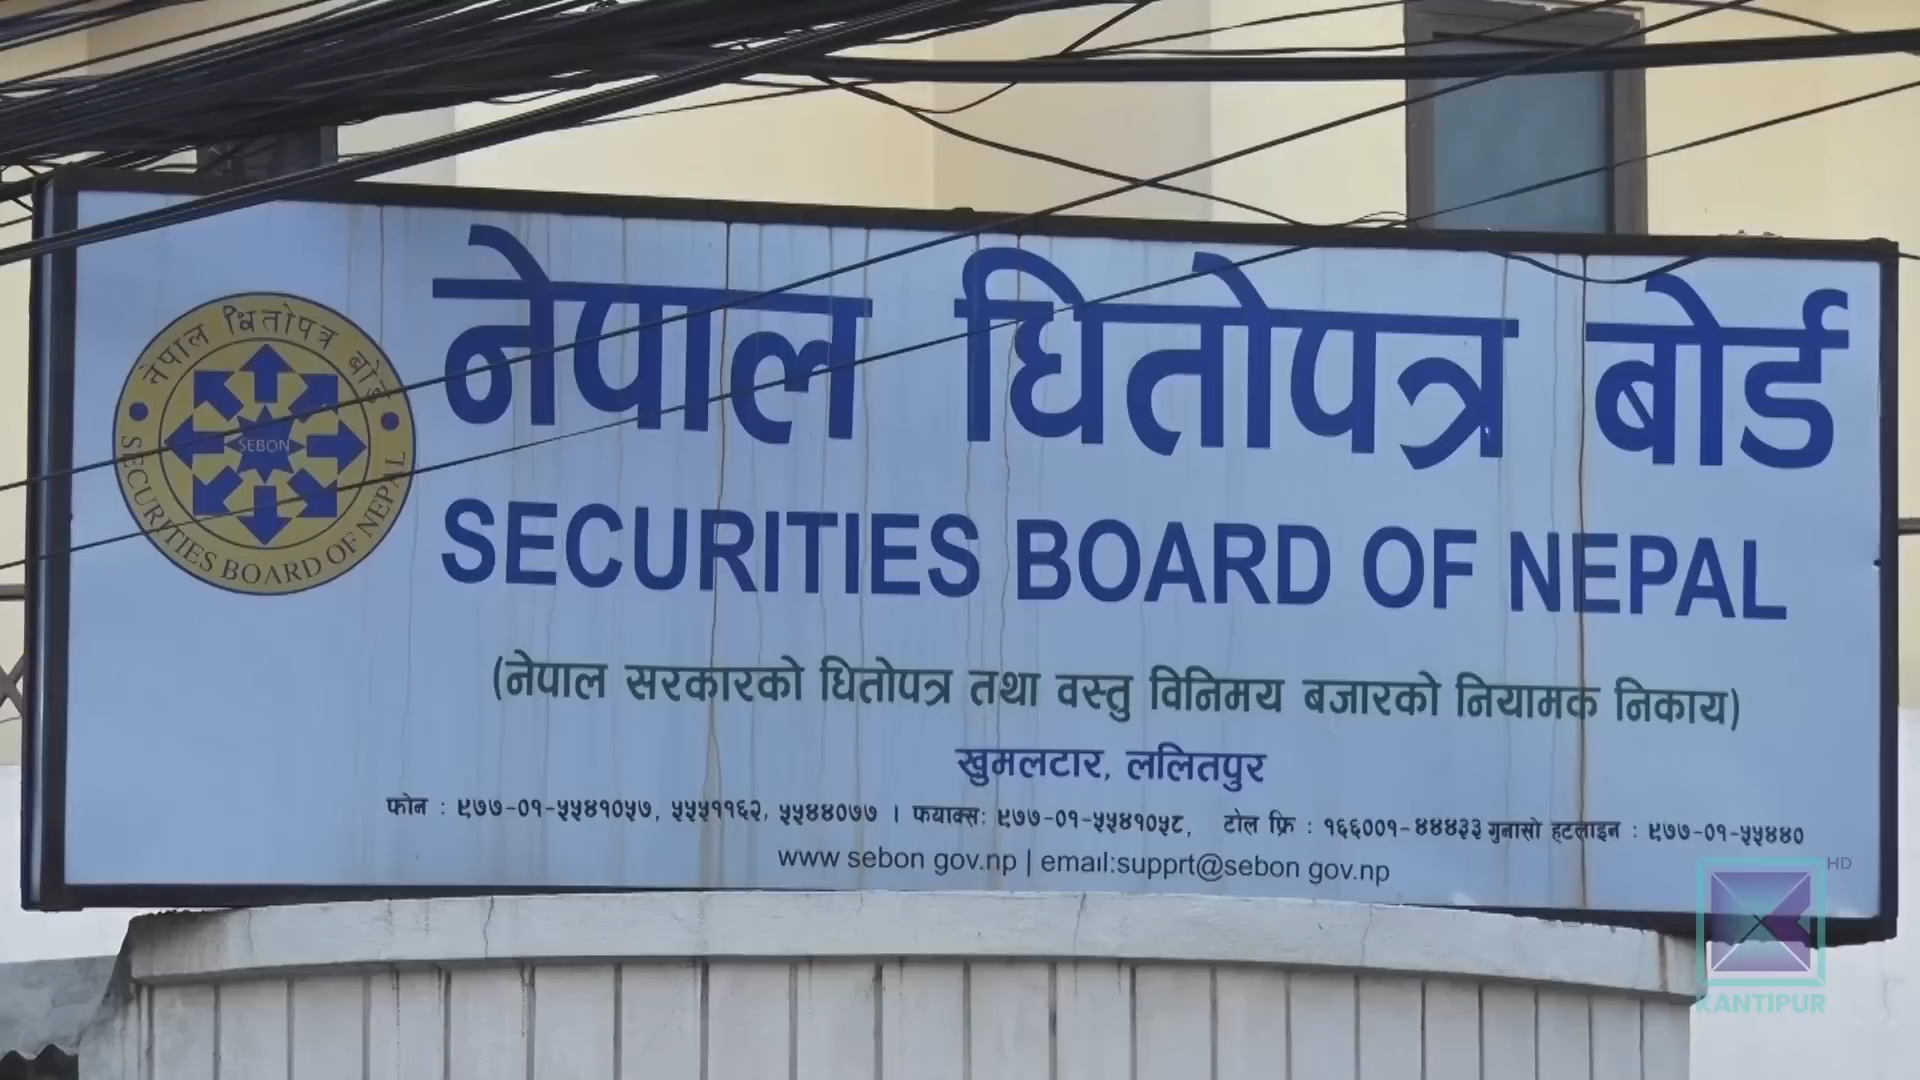 नेपाल धितोपत्र बोर्ड
SEBON
SECURITIES BOARD OF NEPAL
नेपाल धितोपत्र बोर्ड
SECURITIES BOARD OF NEPAL
(नेपाल सरकारको धितोपत्र तथा वस्तु विनिमय बजारको नियामक निकाय)
खुमलटार, ललितपुर
फोन : ९७७-०१-५५४१०५७, ५५५११६२, ५५४४०७७ । फयाक्स: ९७७-०१-५५४१०५८, टोल फ्रि : १६६००१-४४४३३ गुनासो हटलाइन : ९७७-०१-५५४४०
www sebon gov.np | email:supprt@sebon gov.np
HD
KANTIPUR